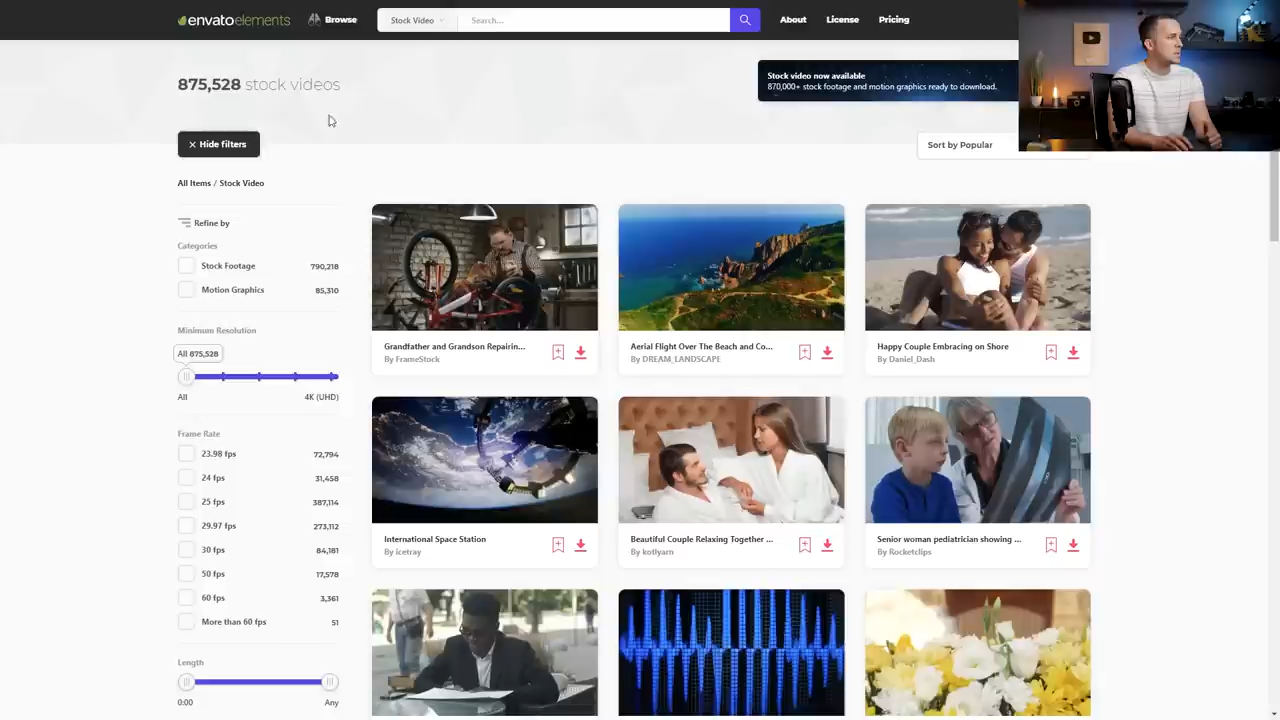 envatoelements
Browse
Stock Video
Search...
About
License
Pricing
875,528 stock videos
Stock video now available
870,000+ stock footage and motion graphics ready to download.
Hide filters
Sort by Popular
All Items / Stock Video
Refine by
Categories
Stock Footage 790,218
Motion Graphics 85,310
Minimum Resolution
All 875,528
All 4K (UHD)
Frame Rate
23.98 fps 72,794
24 fps 31,458
25 fps 387,114
29.97 fps 273,112
30 fps 84,181
50 fps 17,578
60 fps 3,361
More than 60 fps 51
Length
0:00 Any
Grandfather and Grandson Repairin...
By FrameStock
Aerial Flight Over The Beach and Co...
By DREAM_LANDSCAPE
Happy Couple Embracing on Shore
By Daniel_Dash
International Space Station
By icetray
Beautiful Couple Relaxing Together ...
By kotlyarn
Senior woman pediatrician showing ...
By Rocketclips